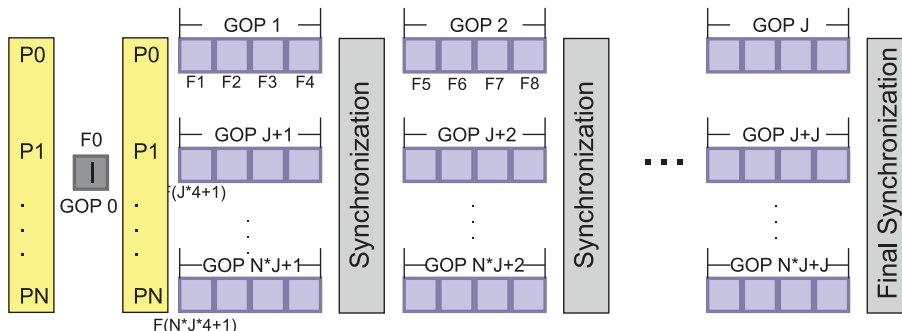 GOP 1 GOP 2 GOP J
P0 P0
F1 F2 F3 F4 F5 F6 F7 F8
F0
P1 P1 GOP J+1 GOP J+2 GOP J+J
I
GOP 0
F(J*4+1)
Synchronization
Synchronization
...
Final Synchronization
. . .
. . .
GOP N*J+1 GOP N*J+2 GOP N*J+J
PN PN
F(N*J*4+1)